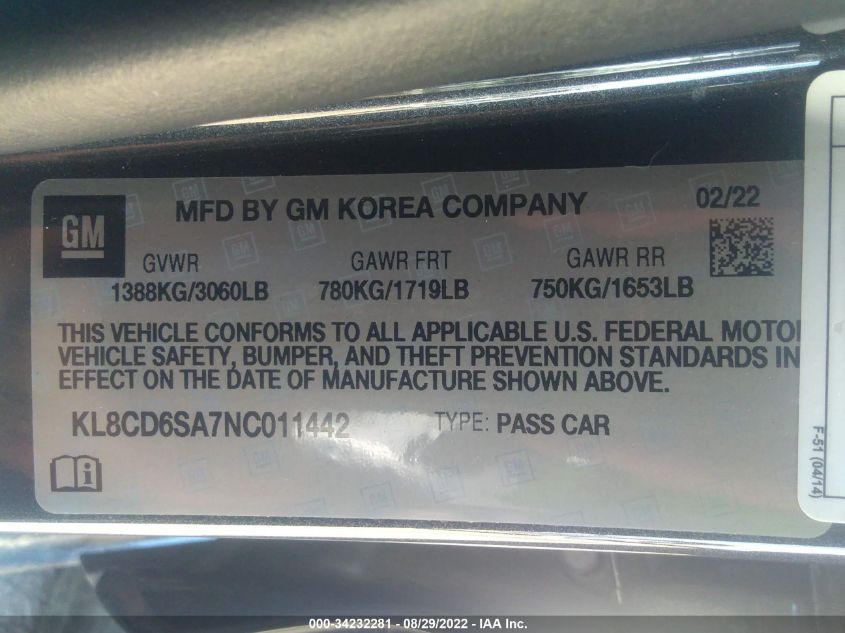 GM
MFD BY GM KOREA COMPANY
02/22
GVWR
1388KG/3060LB
GAWR FRT
780KG/1719LB
GAWR RR
750KG/1653LB
THIS VEHICLE CONFORMS TO ALL APPLICABLE U.S. FEDERAL MOTOR
VEHICLE SAFETY, BUMPER, AND THEFT PREVENTION STANDARDS IN
EFFECT ON THE DATE OF MANUFACTURE SHOWN ABOVE.
KL8CD6SA7NC011442
TYPE: PASS CAR
F-51 (04/14)
000-34232281 - 08/29/2022 - IAA Inc.